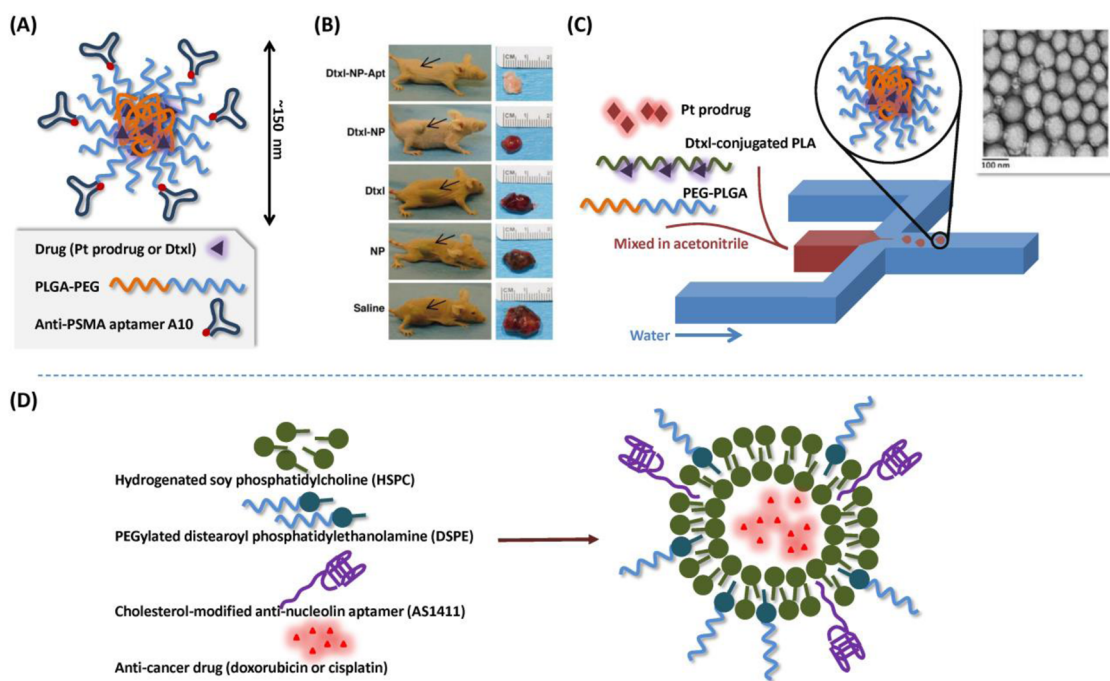 (A)
~150 nm
Drug (Pt prodrug or Dtxl)
PLGA-PEG
Anti-PSMA aptamer A10
(B)
Dtxl-NP-Apt
Dtxl-NP
Dtxl
NP
Saline
(C)
Pt prodrug
Dtxl-conjugated PLA
PEG-PLGA
Mixed in acetonitrile
Water
100 nm
(D)
Hydrogenated soy phosphatidylcholine (HSPC)
PEGylated distearoyl phosphatidylethanolamine (DSPE)
Cholesterol-modified anti-nucleolin aptamer (AS1411)
Anti-cancer drug (doxorubicin or cisplatin)